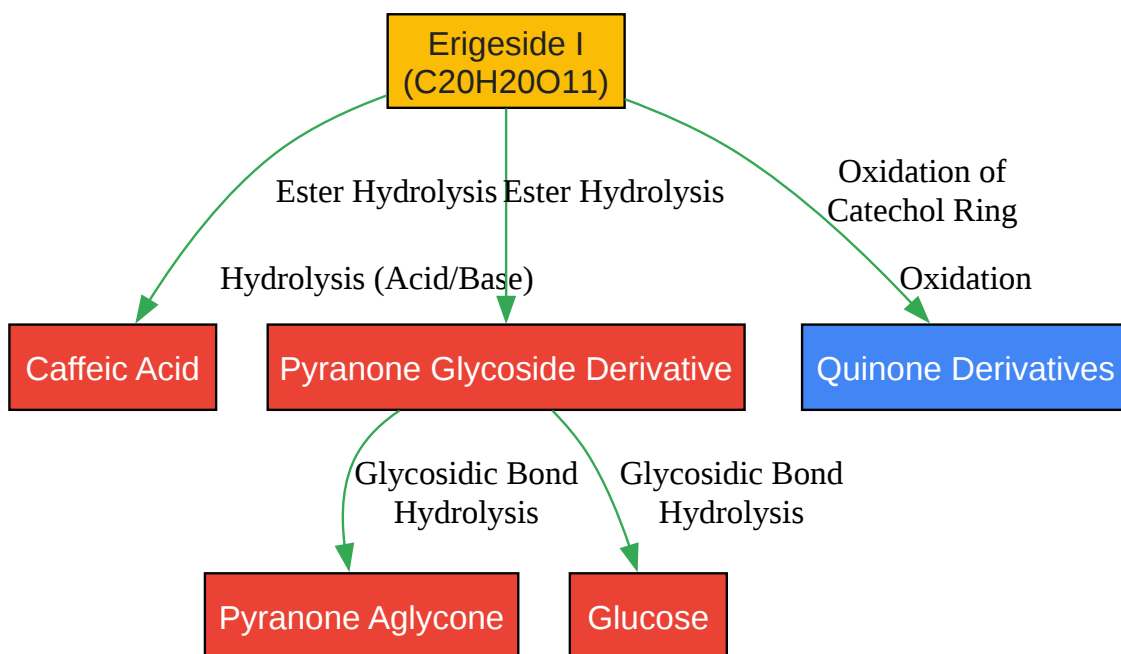 Erigeside I
(C20H20O11)
Ester Hydrolysis
Ester Hydrolysis
Oxidation of
Catechol Ring
Hydrolysis (Acid/Base)
Oxidation
Caffeic Acid
Pyranone Glycoside Derivative
Quinone Derivatives
Glycosidic Bond
Hydrolysis
Glycosidic Bond
Hydrolysis
Pyranone Aglycone
Glucose